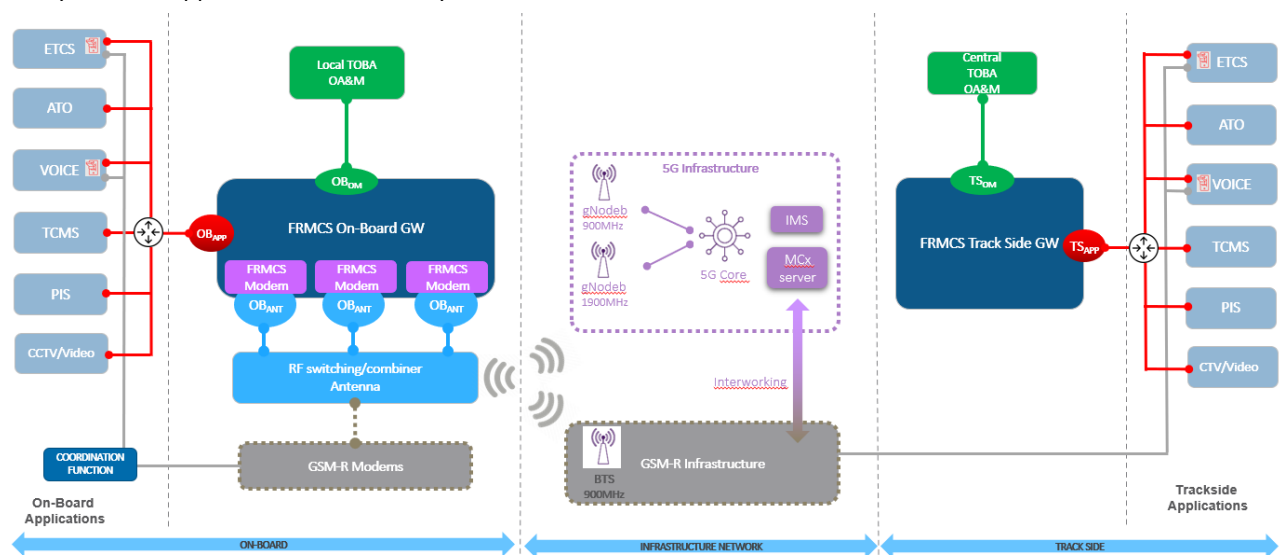 ETCS
ATO
VOICE
TCMS
PIS
CCTV/Video
COORDINATION
FUNCTION
On-Board
Applications
Local TOBA
OA&M
OBOM
FRMCS On-Board GW
OBAPP
FRMCS
Modem
FRMCS
Modem
FRMCS
Modem
OBANT
OBANT
OBANT
RF switching/combiner
Antenna
GSM-R Modems
5G Infrastructure
gNodeb
900MHz
gNodeb
1900MHz
5G Core
IMS
MCx
server
Interworking
BTS
900MHz
GSM-R Infrastructure
Central
TOBA
OA&M
TSOM
FRMCS Track Side GW
TSAPP
ETCS
ATO
VOICE
TCMS
PIS
CTV/Video
Trackside
Applications
ON-BOARD
INFRASTRUCTURE NETWORK
TRACK SIDE